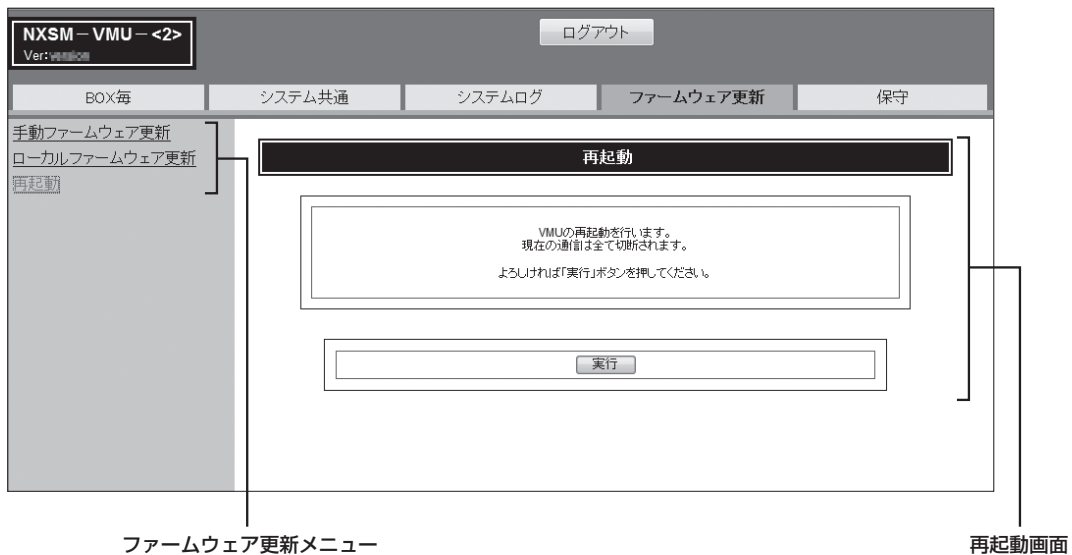 NXSM－VMU－<2>
Ver:version
ログアウト
BOX毎
システム共通
システムログ
ファームウェア更新
保守
手動ファームウェア更新
ローカルファームウェア更新
再起動
再起動
VMUの再起動を行います。
現在の通信は全て切断されます。
よろしければ「実行」ボタンを押してください。
実行
ファームウェア更新メニュー
再起動画面